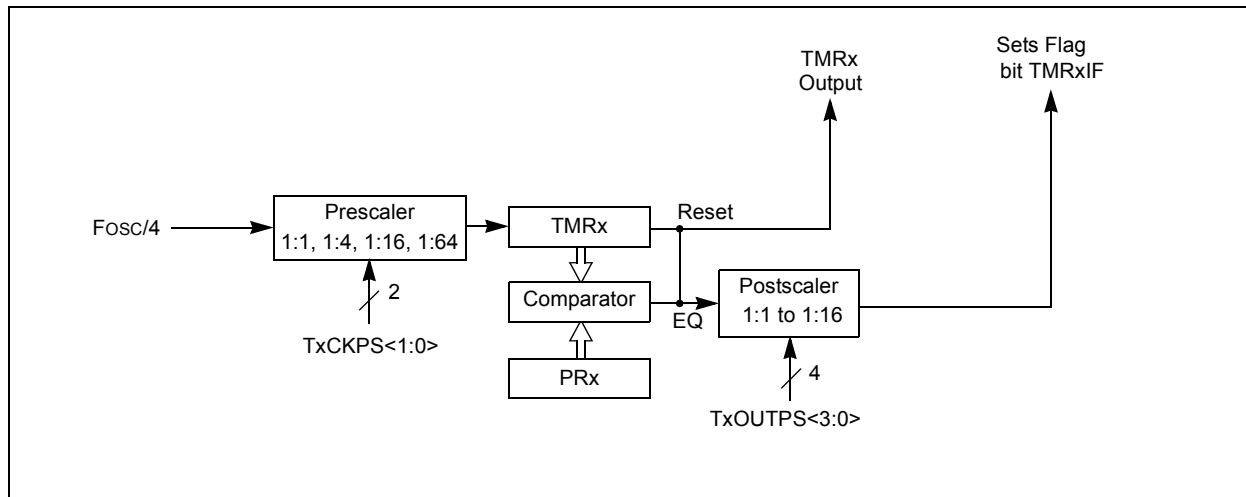 TMRx
Output
Sets Flag
bit TMRxIF
Fosc/4
Prescaler
1:1, 1:4, 1:16, 1:64
2
TxCKPS<1:0>
TMRx
Reset
Comparator
EQ
PRx
Postscaler
1:1 to 1:16
4
TxOUTPS<3:0>